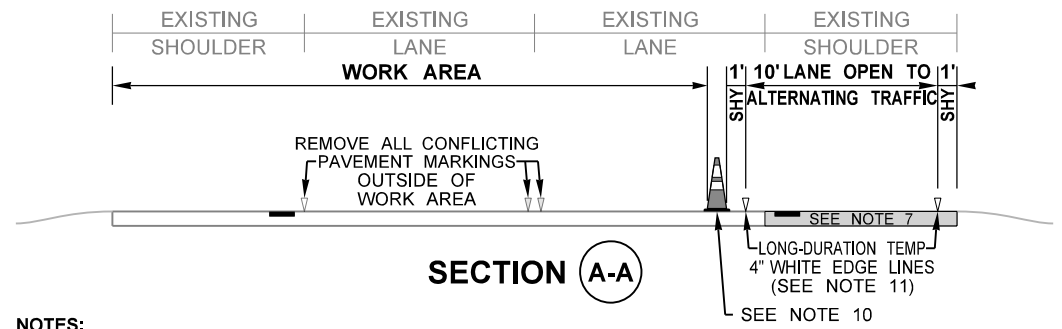 EXISTING EXISTING EXISTING EXISTING
SHOULDER LANE LANE SHOULDER
WORK AREA
1' 10' LANE OPEN TO 1'
SHY ALTERNATING TRAFFIC SHY
REMOVE ALL CONFLICTING
PAVEMENT MARKINGS
OUTSIDE OF
WORK AREA
SEE NOTE 7
LONG-DURATION TEMP
4" WHITE EDGE LINES
(SEE NOTE 11)
SECTION A-A
SEE NOTE 10
NOTES: